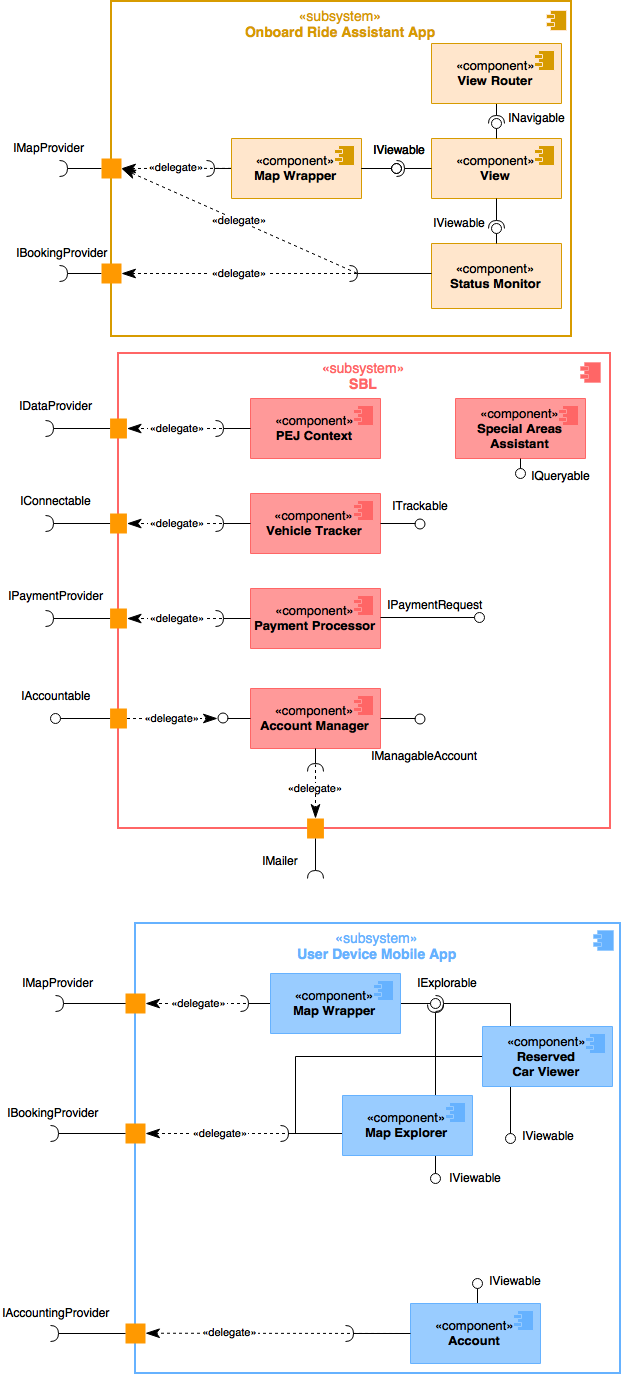 «subsystem»
Onboard Ride Assistant App
«component»
View Router
INavigable
IMapProvider
«delegate»
«component»
Map Wrapper
IViewable
«component»
View
«delegate»
IViewable
IBookingProvider
«delegate»
«component»
Status Monitor
«subsystem»
SBL
IDataProvider
«delegate»
«component»
PEJ Context
«component»
Special Areas
Assistant
IQueryable
IConnectable
«delegate»
«component»
Vehicle Tracker
ITrackable
IPaymentProvider
«delegate»
«component»
Payment Processor
IPaymentRequest
IAccountable
«delegate»
«component»
Account Manager
IManagableAccount
«delegate»
IMailer
«subsystem»
User Device Mobile App
IMapProvider
«delegate»
«component»
Map Wrapper
IExplorable
«component»
Reserved
Car Viewer
IBookingProvider
«delegate»
«component»
Map Explorer
IViewable
IViewable
IViewable
IAccountingProvider
«delegate»
«component»
Account